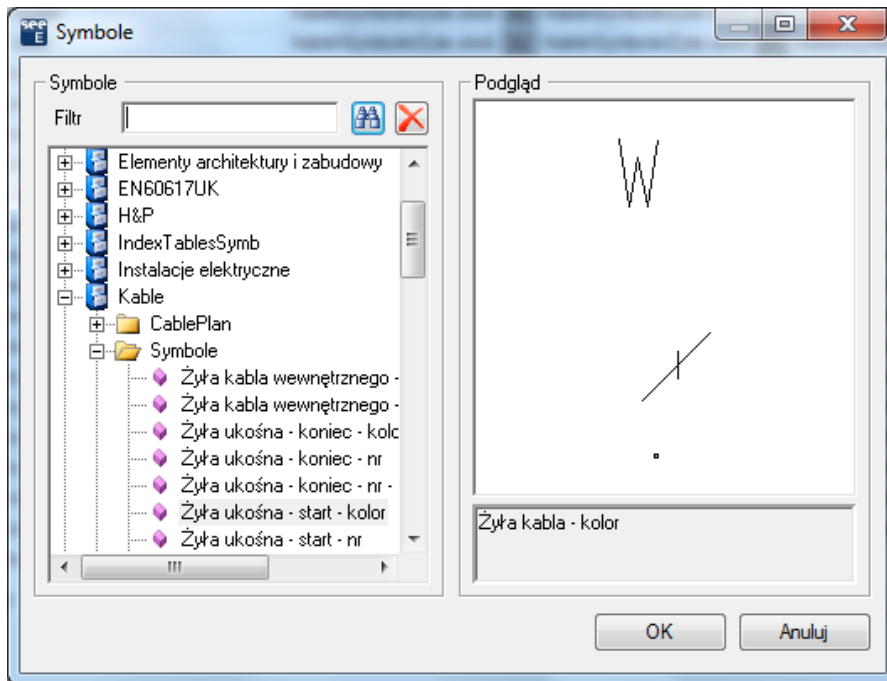 see
E
Symbole
Symbole
Filtr
Elementy architektury i zabudowy
EN60617UK
H&P
IndexTablesSymb
Instalacje elektryczne
Kable
CablePlan
Symbole
Żyła kabla wewnętrznego -
Żyła kabla wewnętrznego -
Żyła ukośna - koniec - kolo
Żyła ukośna - koniec - nr
Żyła ukośna - koniec - nr -
Żyła ukośna - start - kolor
Żyła ukośna - start - nr
Podgląd
W
Żyła kabla - kolor
OK
Anuluj